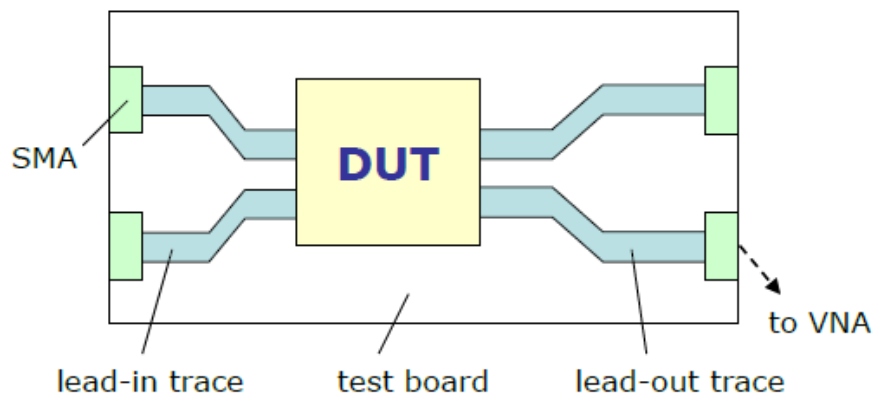 DUT
SMA
to VNA
lead-in trace
test board
lead-out trace